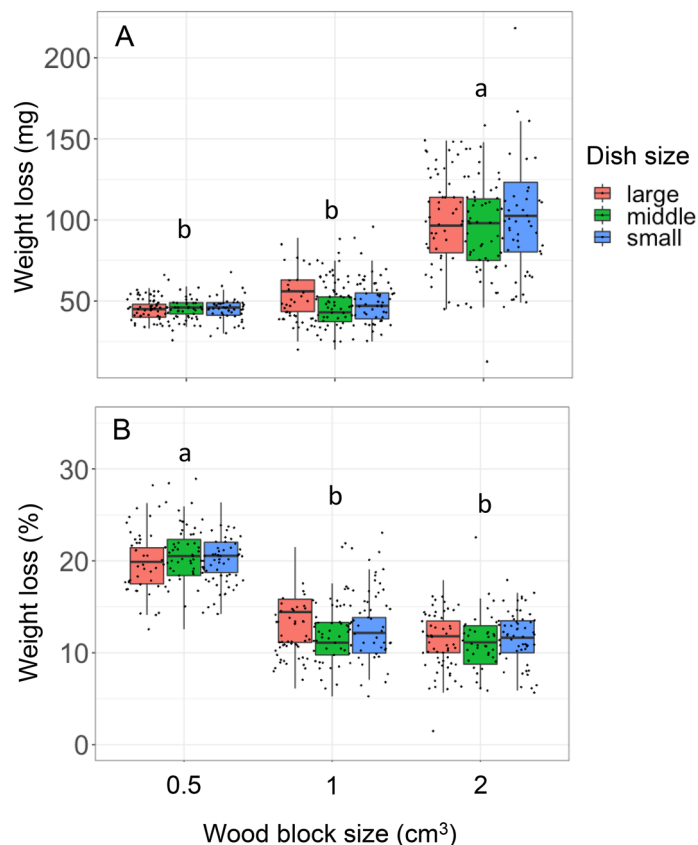 A
Weight loss (mg)
200
150
100
50
b
b
a
Dish size
large
middle
small
B
Weight loss (%)
30
20
10
0
a
b
b
0.5
1
2
Wood block size (cm³)